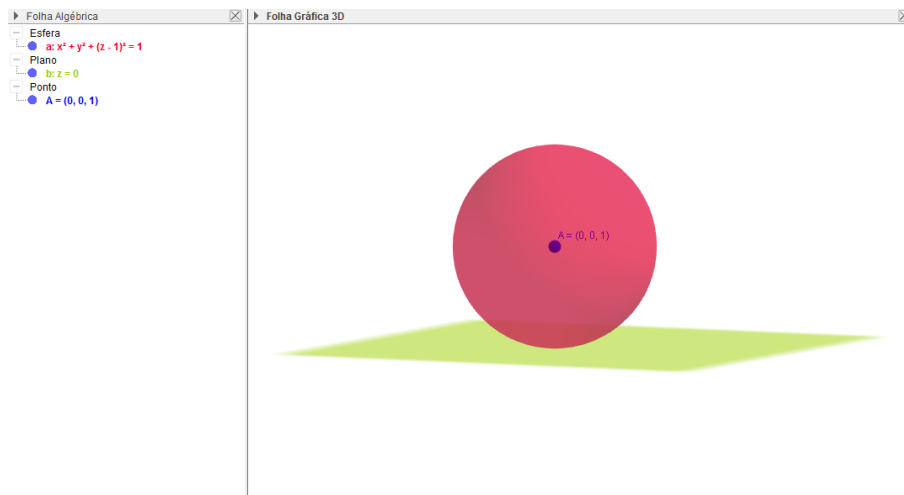 Folha Algébrica
Esfera
a: x² + y² + (z - 1)² = 1
Plano
b: z = 0
Ponto
A = (0, 0, 1)
Folha Gráfica 3D
A = (0, 0, 1)